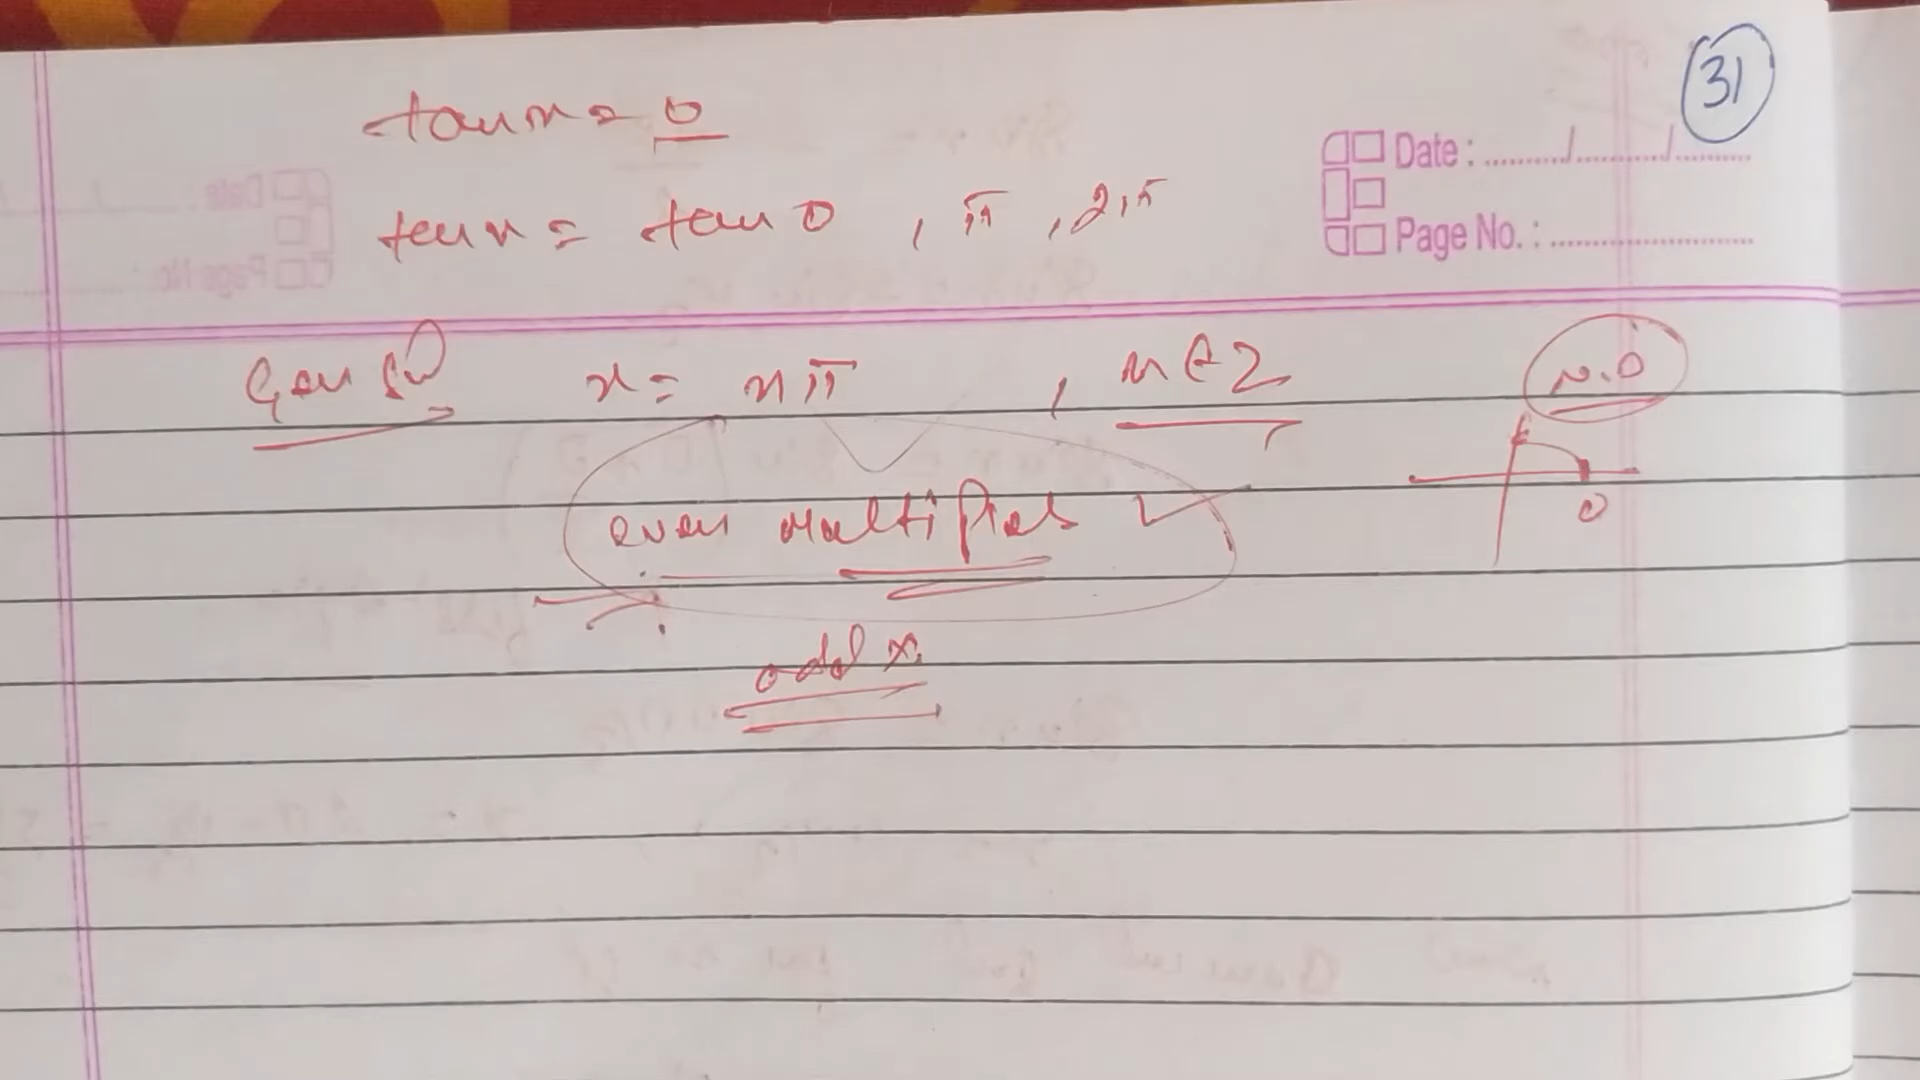 31
tan x = 0
Date : ........../........../..........
tan x = tan 0 , π , 2π
Page No. : ..........................
Gen Sol x = nπ , n ∈ Z
N.O
even multiples
0
odd x